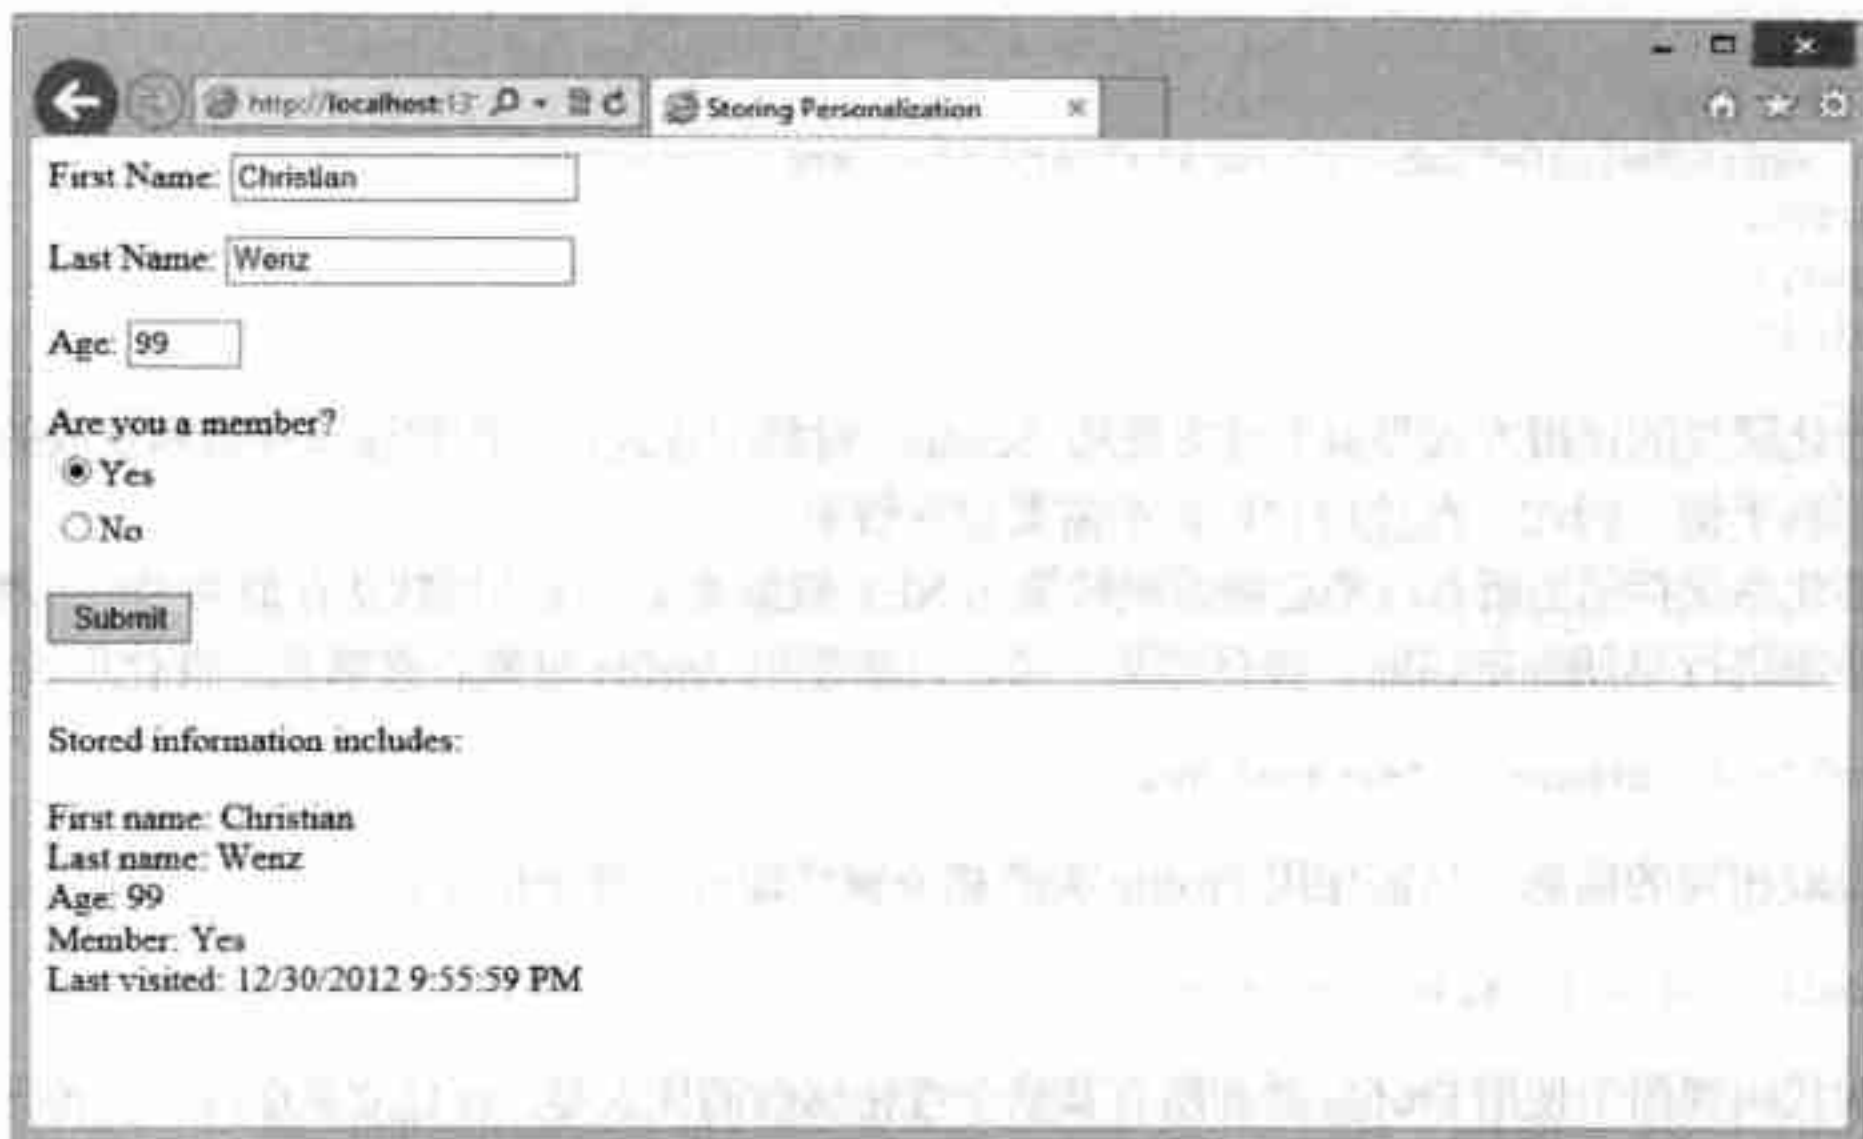 http://localhost:13
Storing Personalization
First Name: Christian
Last Name: Wenz
Age: 99
Are you a member?
Yes
No
Submit
Stored information includes:
First name: Christian
Last name: Wenz
Age: 99
Member: Yes
Last visited: 12/30/2012 9:55:59 PM